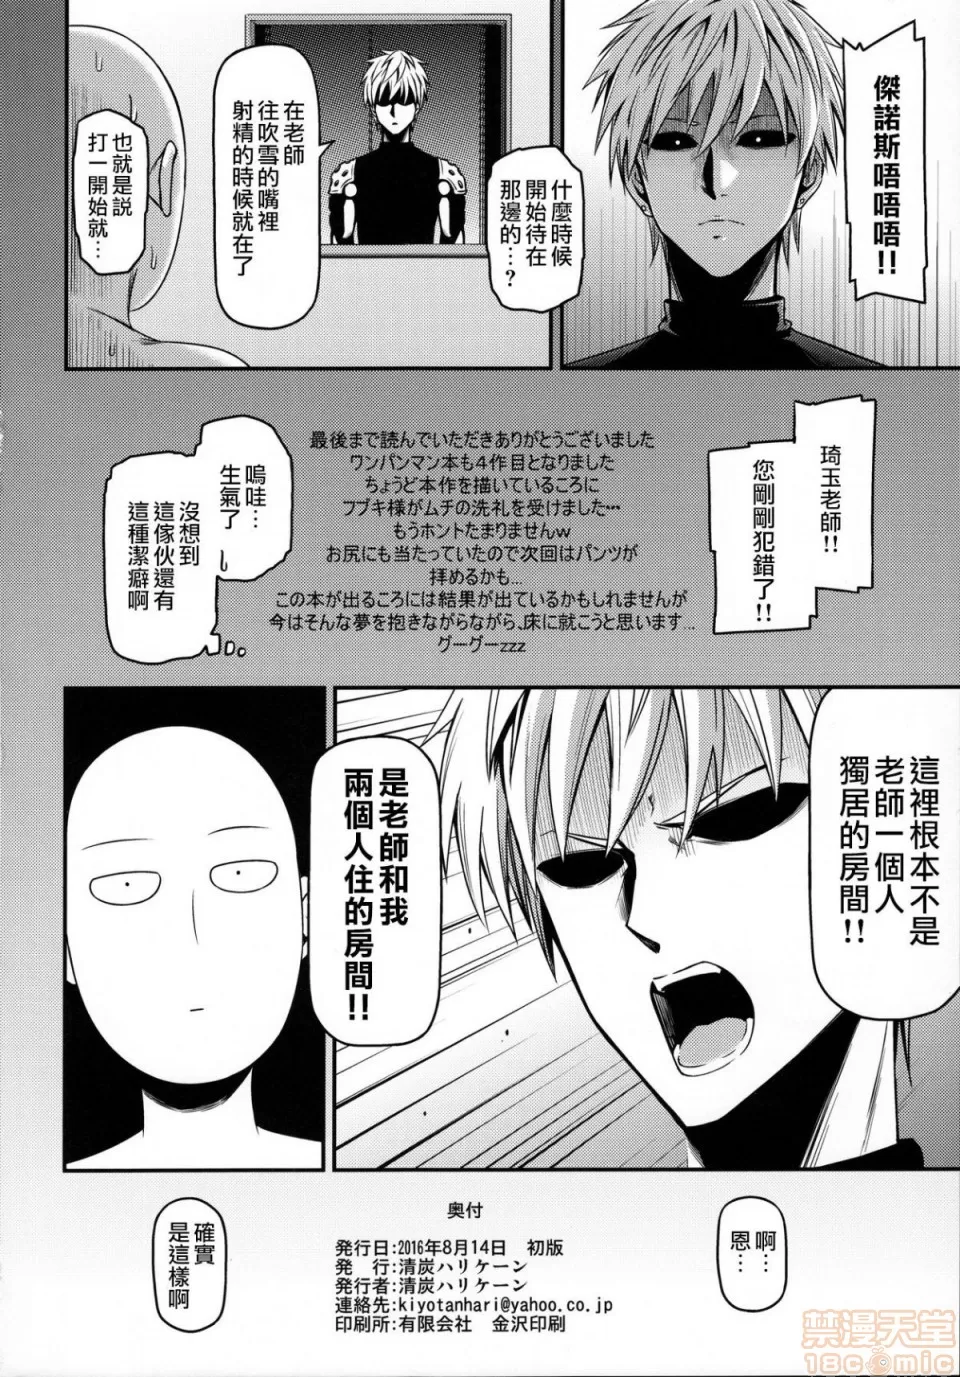 傑諾斯唔唔唔!!
什麼時候
開始待在
那邊的…?
在老師
往吹雪的嘴裡
射精的時候就在了
也就是說
打一開始就…
琦玉老師!!
您剛剛犯錯了!!
最後まで読んでいただきありがとうございました
ワンパンマン本も４作目となりました
ちょうど本作を描いているころに
フブキ様がムチの洗礼を受けました…
もうホントたまりませんｗ
お尻にも当たっていたので次回はパンツが
拝めるかも…
この本が出るころには結果が出ているかもしれませんが
今はそんな夢を抱きながらながら、床に就こうと思います…
グーグーzzz
嗚哇…
生氣了
沒想到
這傢伙還有
這種潔癖啊
這裡根本不是
老師一個人
獨居的房間!!
是老師和我
兩個人住的房間!!
啊…
恩…
確實
是這樣啊
奥付
発行日:2016年8月14日　初版
発　行:清炭ハリケーン
発行者:清炭ハリケーン
連絡先:kiyotanhari@yahoo.co.jp
印刷所:有限会社　金沢印刷
禁漫天堂
18comic